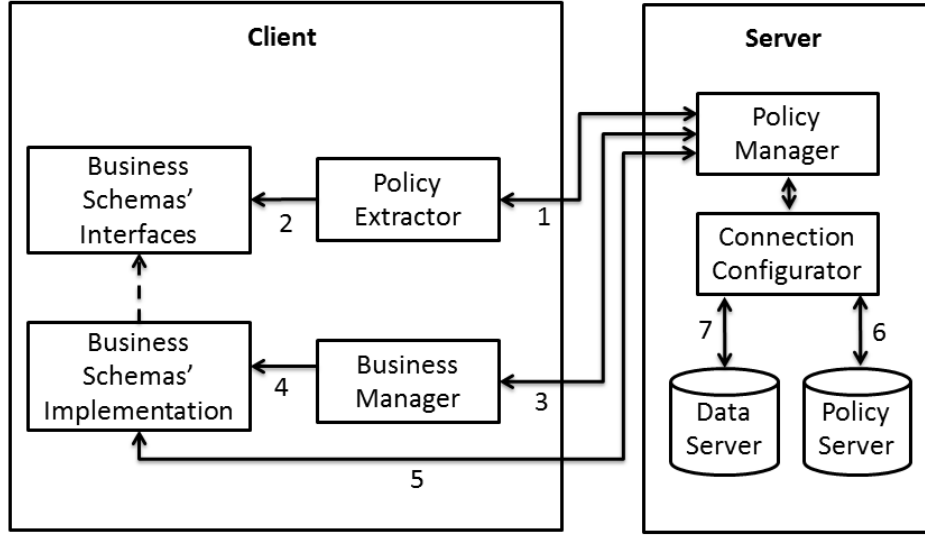 Client
Business
Schemas'
Interfaces
2
Policy
Extractor
1
Business
Schemas'
Implementation
4
Business
Manager
3
5
Server
Policy
Manager
Connection
Configurator
7
6
Data
Server
Policy
Server